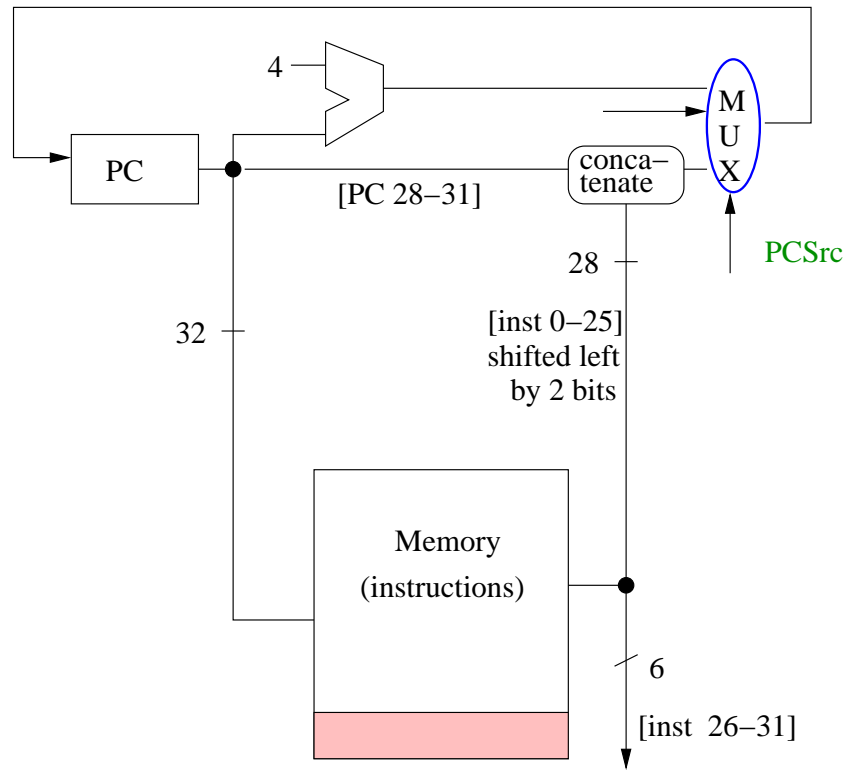 4
M
U
X
PC
conca–
tenate
[PC 28–31]
PCSrc
28
32
[inst 0–25]
shifted left
by 2 bits
Memory
(instructions)
6
[inst 26–31]